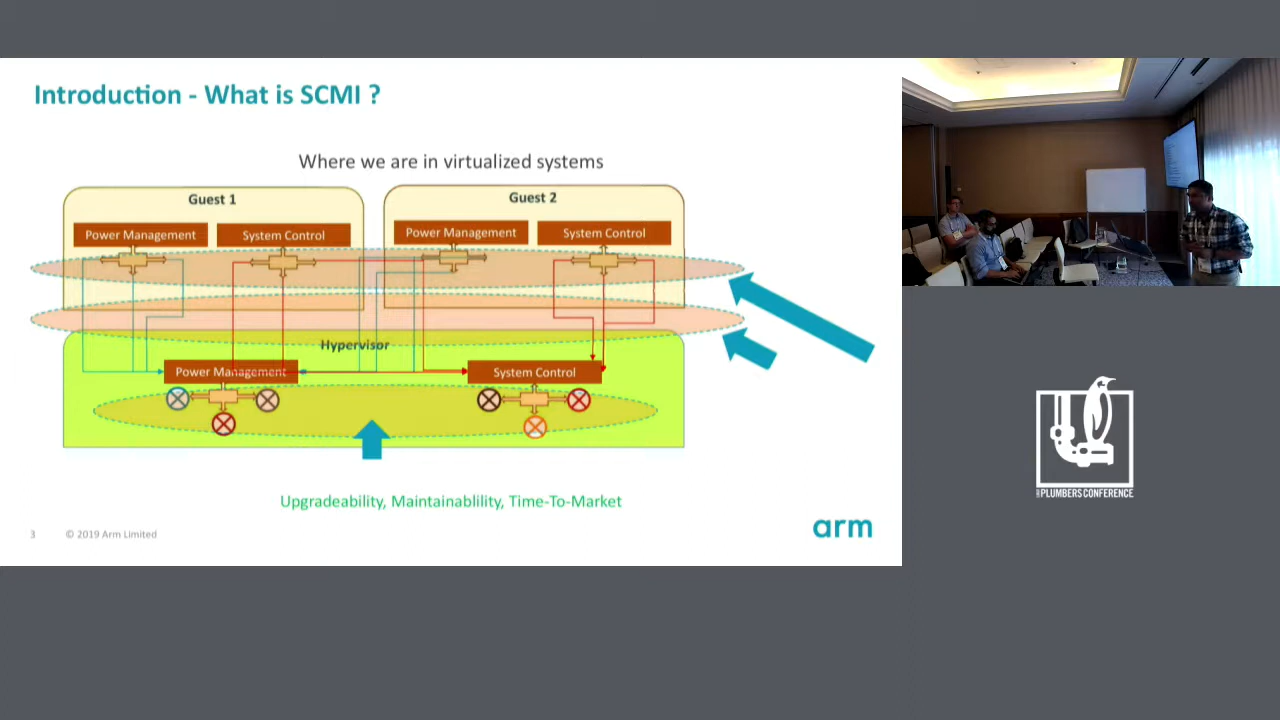 Introduction - What is SCMI ?
Where we are in virtualized systems
Guest 1
Guest 2
Power Management
System Control
Power Management
System Control
Hypervisor
Power Management
System Control
Upgradeability, Maintainablility, Time-To-Market
3
© 2019 Arm Limited
arm
PLUMBERS CONFERENCE